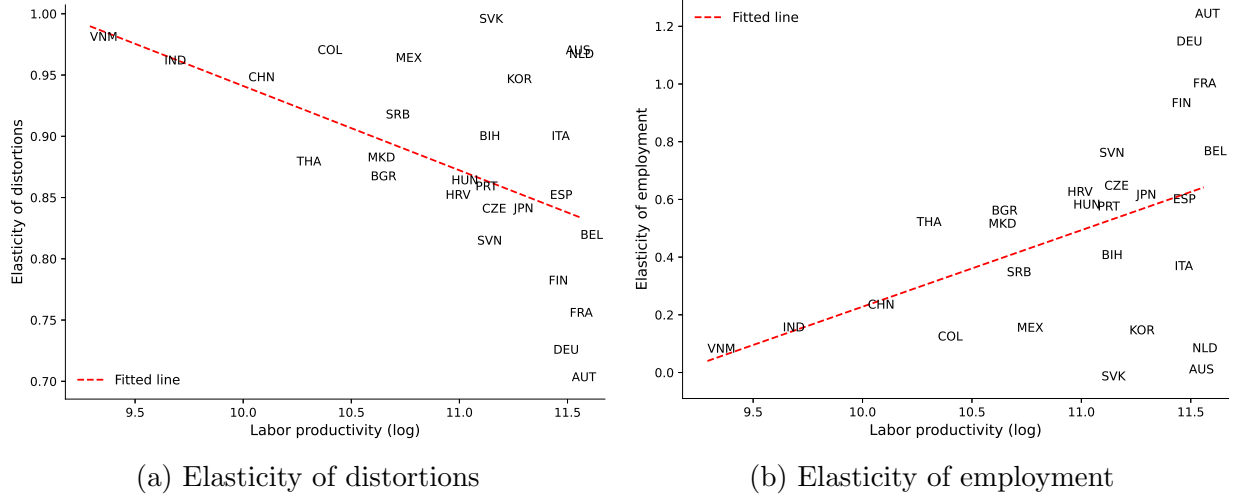 1.00
0.95
0.90
0.85
0.80
0.75
0.70
Elasticity of distortions
VNM
IND
CHN
COL
MEX
SVK
AUS
NLD
KOR
SRB
BIH
ITA
THA
MKD
BGR
HUN
PRT
HRV
ESP
CZE
JPN
SVN
BEL
FIN
FRA
DEU
AUT
Fitted line
9.5
10.0
10.5
11.0
11.5
Labor productivity (log)
(a) Elasticity of distortions
1.2
1.0
0.8
0.6
0.4
0.2
0.0
Elasticity of employment
Fitted line
AUT
DEU
FRA
FIN
SVN
BEL
CZE
HRV
JPN
ESP
HUN
PRT
BGR
MKD
THA
BIH
ITA
SRB
CHN
IND
MEX
KOR
COL
VNM
NLD
AUS
SVK
9.5
10.0
10.5
11.0
11.5
Labor productivity (log)
(b) Elasticity of employment